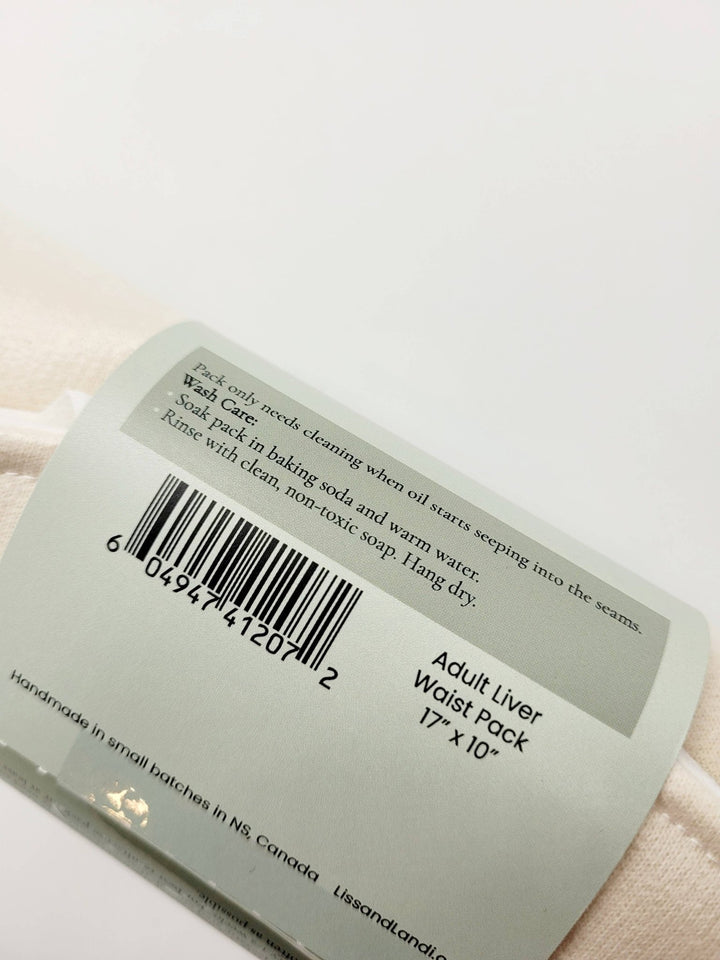 Pack only needs cleaning when oil starts seeping into the seams.
Wash Care:
Soak pack in baking soda and warm water.
Rinse with clean, non-toxic soap. Hang dry.
6 04947 41207 2
Adult Liver
Waist Pack
17" x 10"
Handmade in small batches in NS, Canada LissandLandi.c